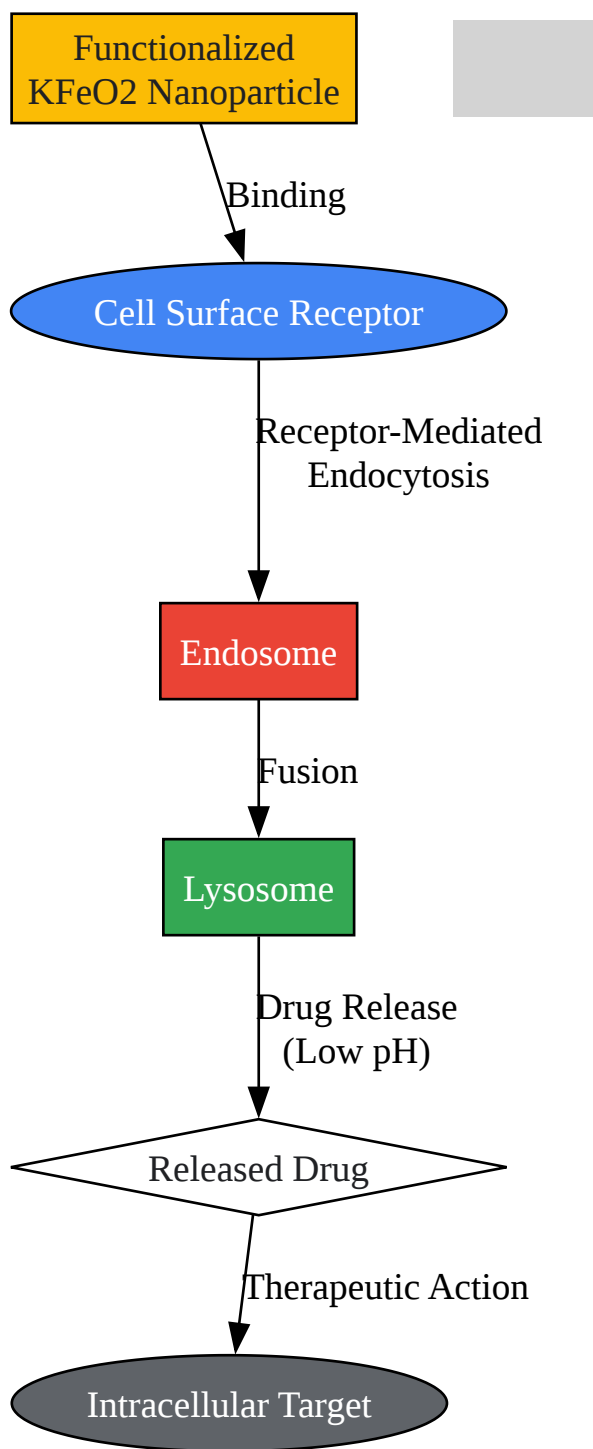 Functionalized
KFeO2 Nanoparticle
Binding
Cell Surface Receptor
Receptor-Mediated
Endocytosis
Endosome
Fusion
Lysosome
Drug Release
(Low pH)
Released Drug
Therapeutic Action
Intracellular Target